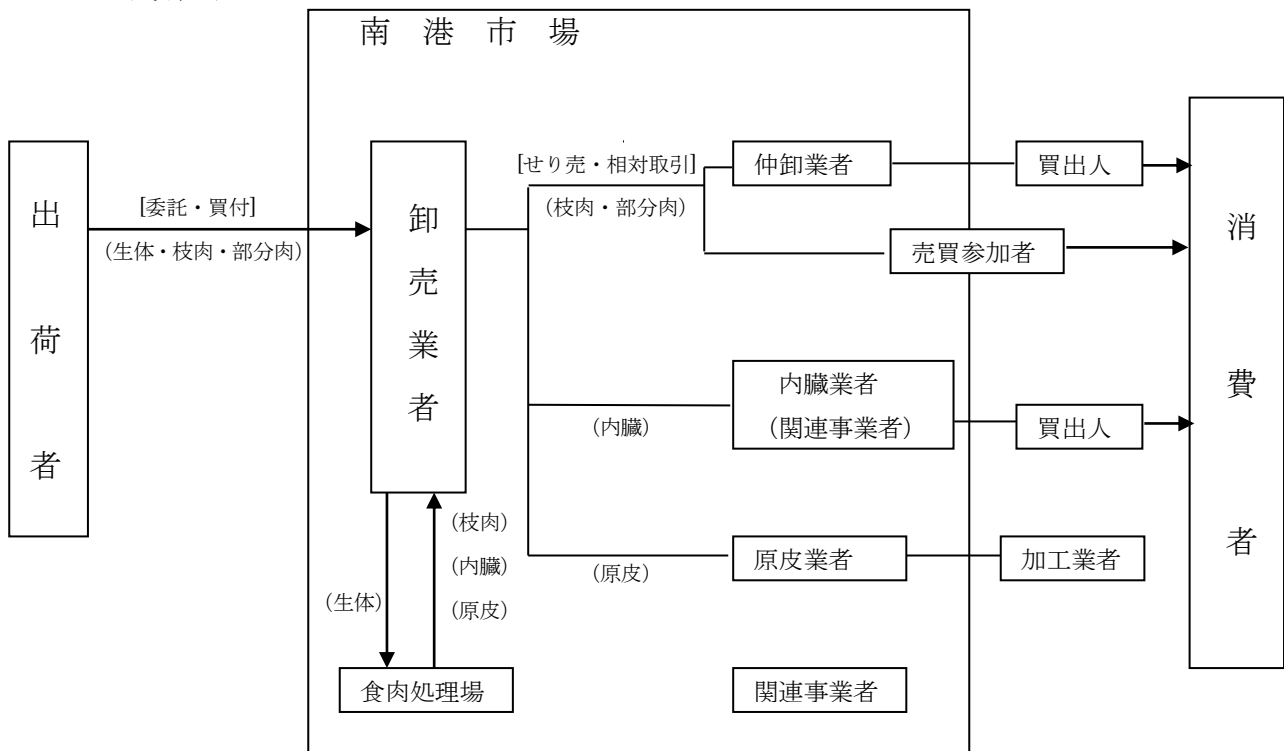 南港市場
出荷者
[委託・買付]
(生体・枝肉・部分肉)
卸売業者
[せり売・相対取引]
(枝肉・部分肉)
仲卸業者
買出人
売買参加者
消費者
(内臓)
内臓業者
(関連事業者)
買出人
(原皮)
原皮業者
加工業者
(生体)
(枝肉)
(内臓)
(原皮)
食肉処理場
関連事業者